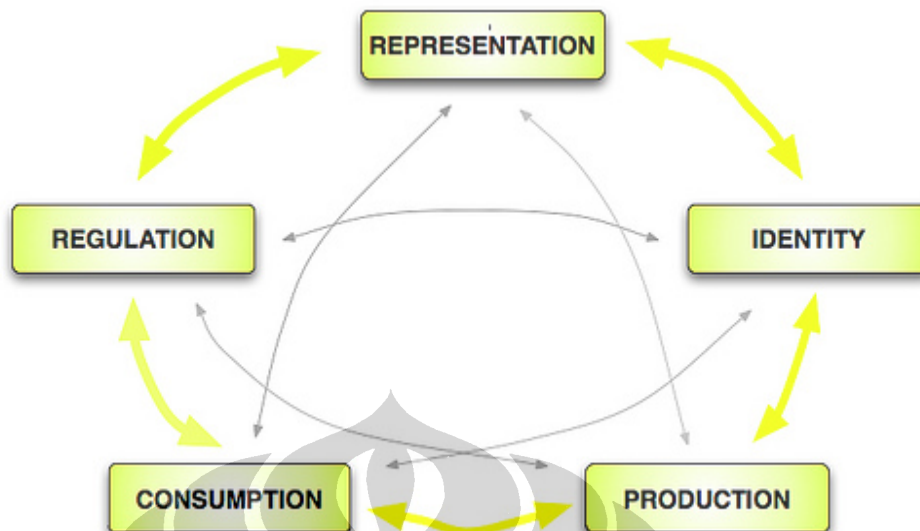 REPRESENTATION
REGULATION
IDENTITY
CONSUMPTION
PRODUCTION